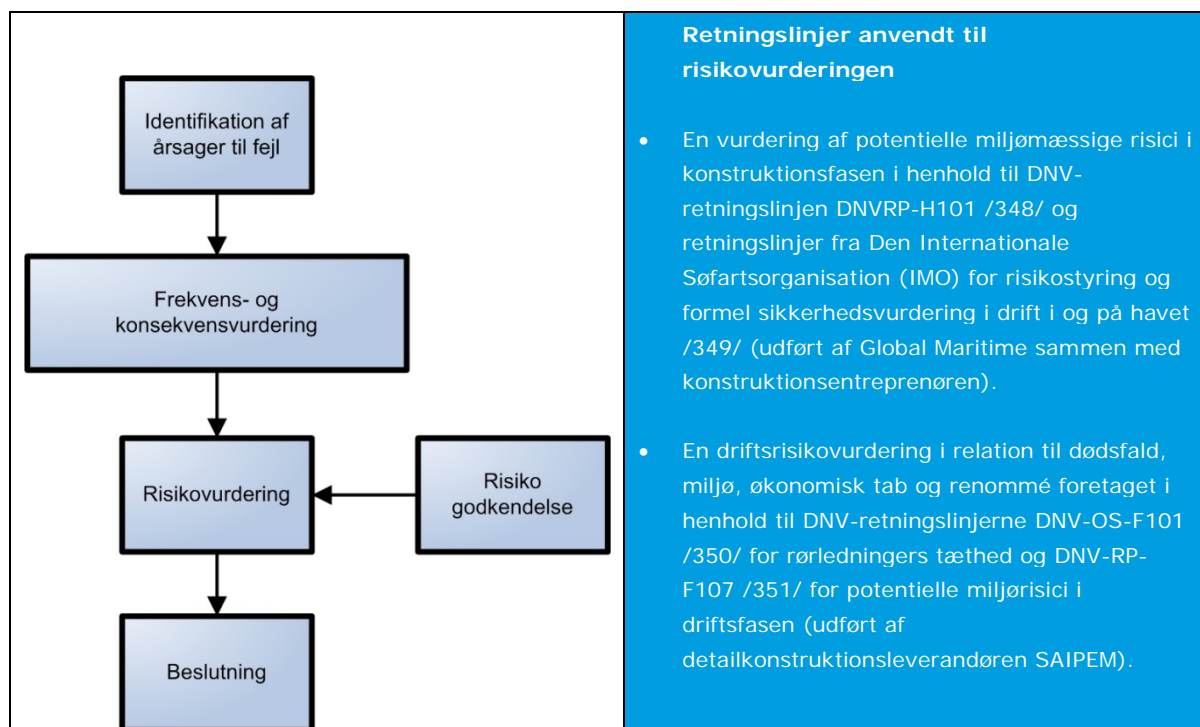 Identifikation af
årsager til fejl
Frekvens- og
konsekvensvurdering
Risikovurdering
Risiko
godkendelse
Beslutning
Retningslinjer anvendt til
risikovurderingen
• En vurdering af potentielle miljømæssige risici i
konstruktionsfasen i henhold til DNV-
retningslinjen DNVRP-H101 /348/ og
retningslinjer fra Den Internationale
Søfartsorganisation (IMO) for risikostyring og
formel sikkerhedsvurdering i drift i og på havet
/349/ (udført af Global Maritime sammen med
konstruktionsentreprenøren).
• En driftsrisikovurdering i relation til dødsfald,
miljø, økonomisk tab og renommé foretaget i
henhold til DNV-retningslinjerne DNV-OS-F101
/350/ for rørledningers tæthed og DNV-RP-
F107 /351/ for potentielle miljørisici i
driftsfasen (udført af
detailkonstruktionsleverandøren SAIPEM).